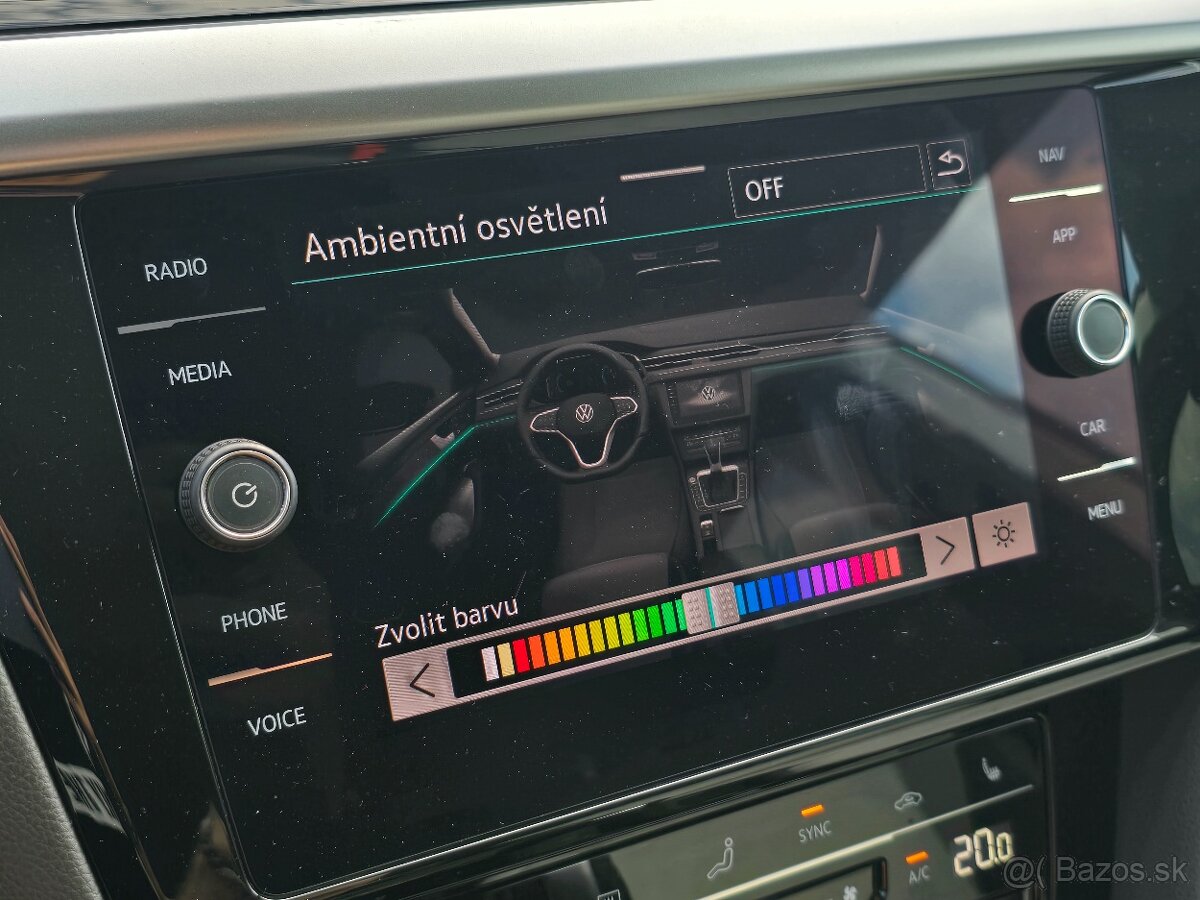 Ambientní osvětlení
OFF
RADIO
MEDIA
PHONE
VOICE
NAV
APP
CAR
MENU
Zvolit barvu
SYNC
A/C
20.0
@( Bazos.sk